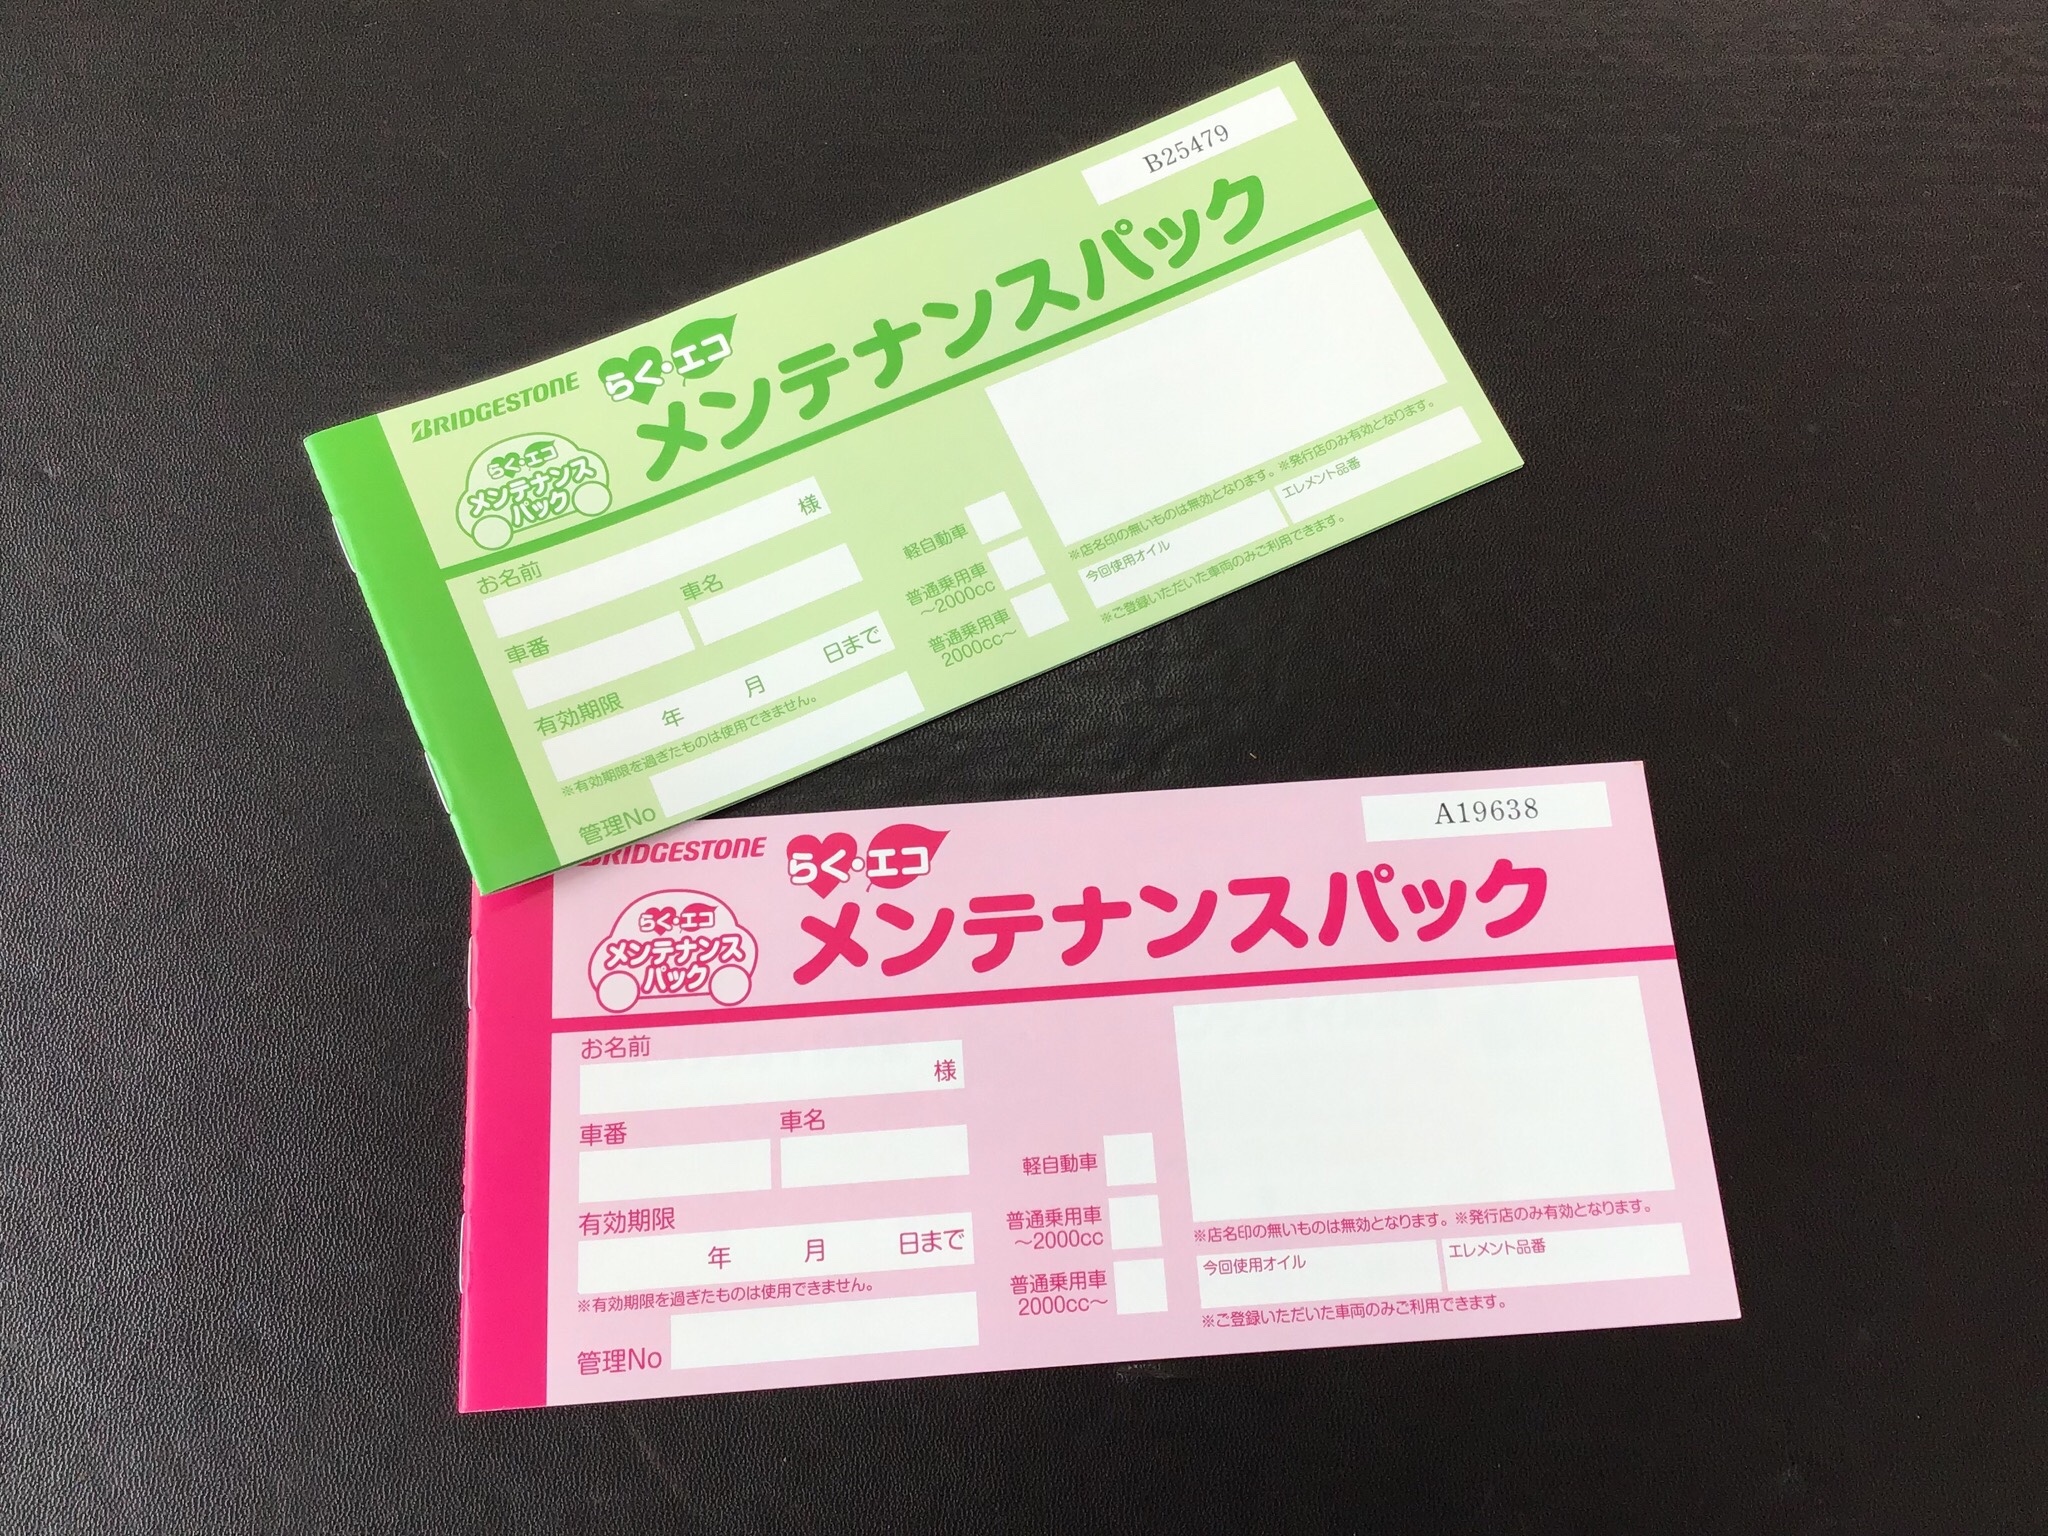 B25479
BRIDGESTONE
らく・エコ
メンテナンスパック
らく・エコ
メンテナンス
パック
お名前
様
車番
車名
有効期限
年 月 日まで
※有効期限を過ぎたものは使用できません。
管理No
軽自動車
普通乗用車
～2000cc
普通乗用車
2000cc～
※店名印の無いものは無効となります。※発行店のみ有効となります。
今回使用オイル
エレメント品番
※ご登録いただいた車両のみご利用できます。
A19638
BRIDGESTONE
らく・エコ
メンテナンスパック
らく・エコ
メンテナンス
パック
お名前
様
車番
車名
有効期限
年 月 日まで
※有効期限を過ぎたものは使用できません。
管理No
軽自動車
普通乗用車
～2000cc
普通乗用車
2000cc～
※店名印の無いものは無効となります。※発行店のみ有効となります。
今回使用オイル
エレメント品番
※ご登録いただいた車両のみご利用できます。